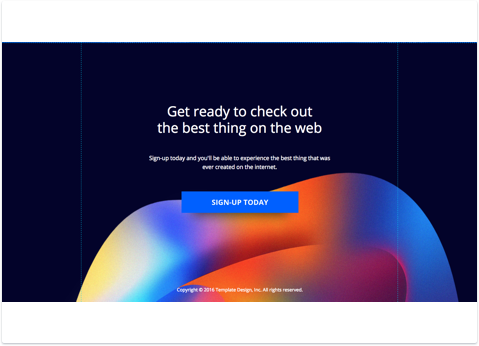 Get ready to check out
the best thing on the web
Sign-up today and you'll be able to experience the best thing that was
ever created on the internet.
SIGN-UP TODAY
Copyright © 2016 Template Design, Inc. All rights reserved.